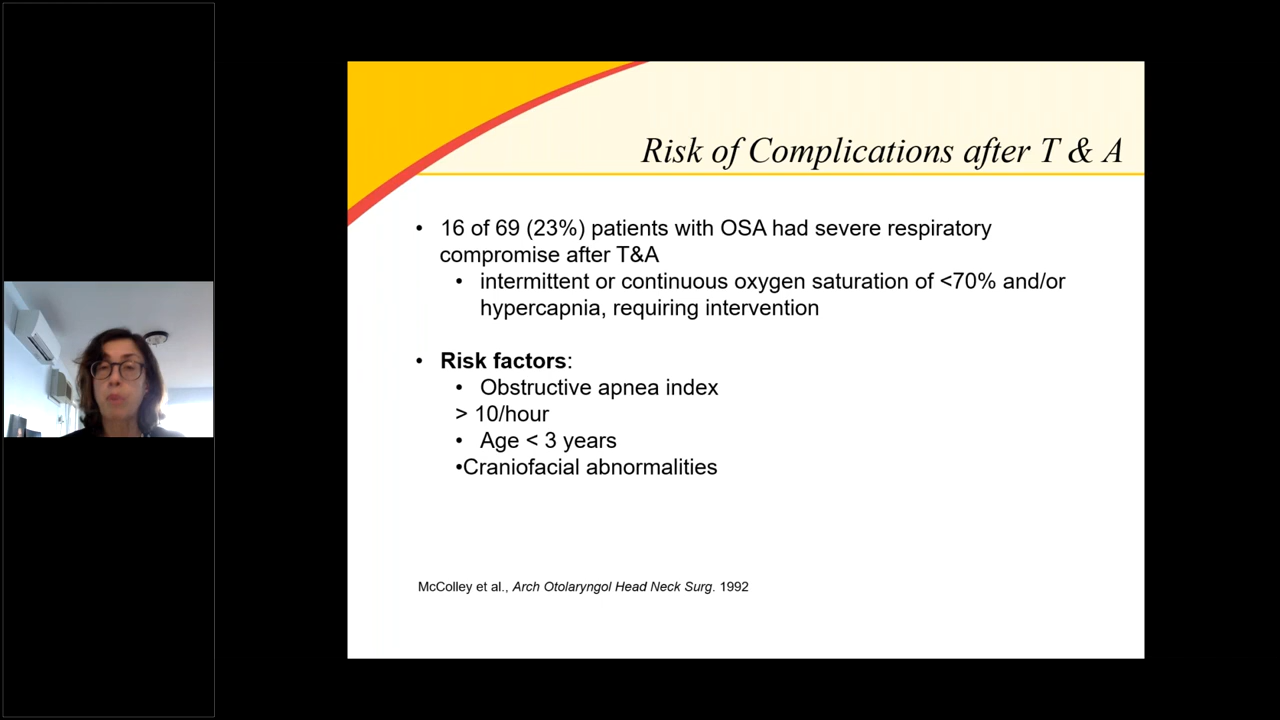 Risk of Complications after T & A
• 16 of 69 (23%) patients with OSA had severe respiratory
compromise after T&A
• intermittent or continuous oxygen saturation of <70% and/or
hypercapnia, requiring intervention
• Risk factors:
• Obstructive apnea index
> 10/hour
• Age < 3 years
•Craniofacial abnormalities
McColley et al., Arch Otolaryngol Head Neck Surg. 1992